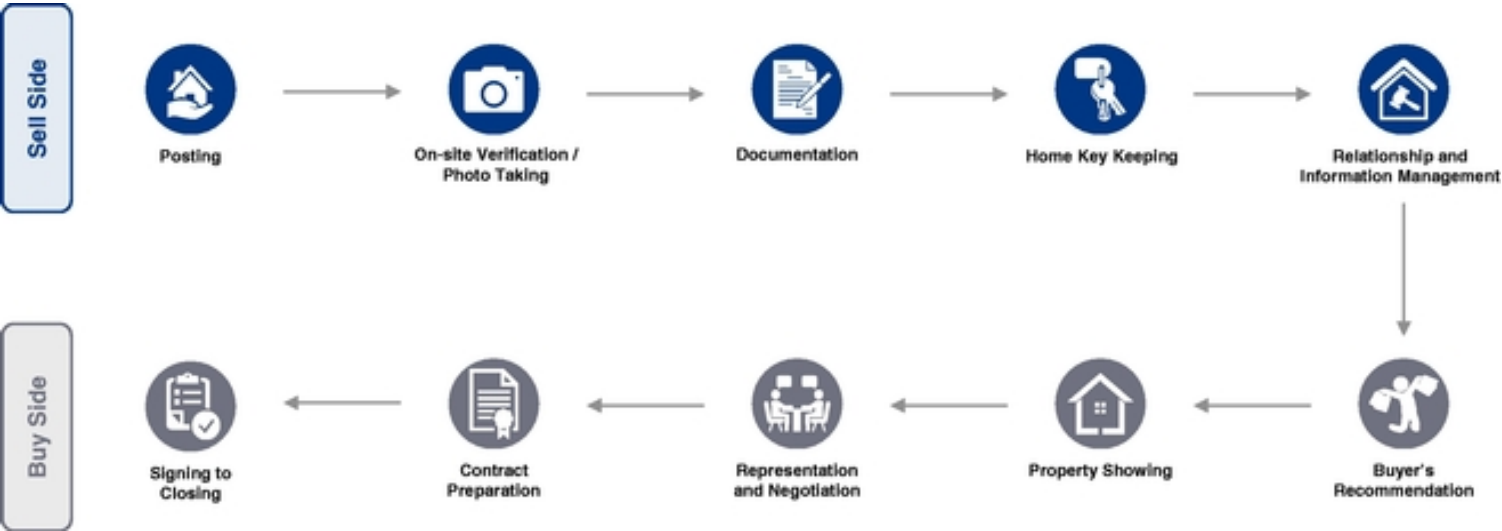 Sell Side
Posting
On-site Verification /
Photo Taking
Documentation
Home Key Keeping
Relationship and
Information Management
Buy Side
Signing to
Closing
Contract
Preparation
Representation
and Negotiation
Property Showing
Buyer's
Recommendation